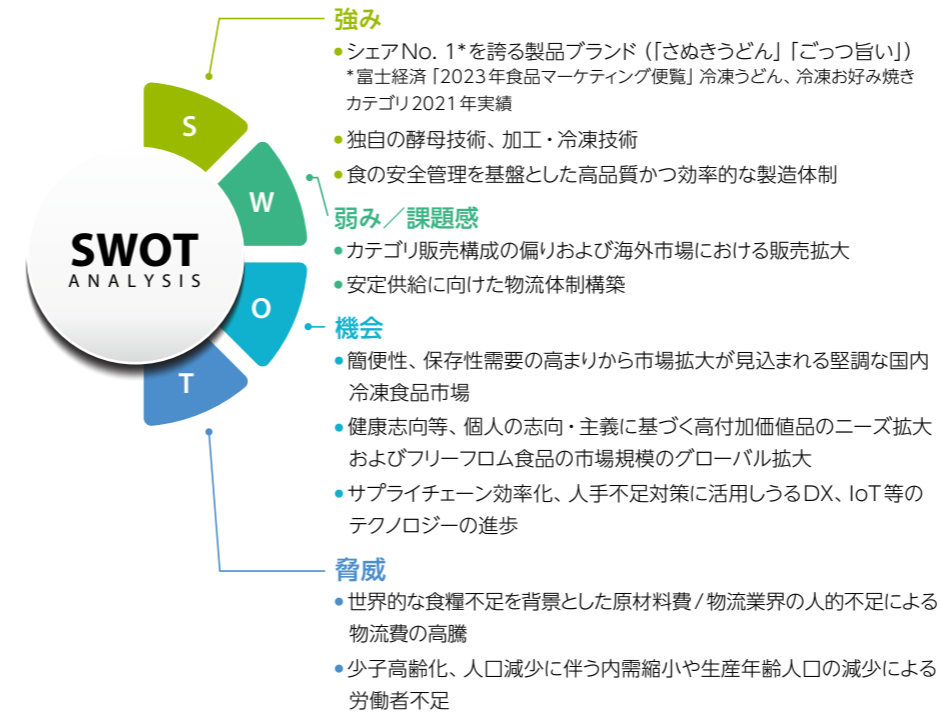 SWOT
ANALYSIS
S
W
O
T
強み
●シェアNo. 1*を誇る製品ブランド(「さぬきうどん」「ごっつ旨い」)
*富士経済「2023年食品マーケティング便覧」冷凍うどん、冷凍お好み焼き
カテゴリ2021年実績
●独自の酵母技術、加工・冷凍技術
●食の安全管理を基盤とした高品質かつ効率的な製造体制
弱み/課題感
●カテゴリ販売構成の偏りおよび海外市場における販売拡大
●安定供給に向けた物流体制構築
機会
●簡便性、保存性需要の高まりから市場拡大が見込まれる堅調な国内
冷凍食品市場
●健康志向等、個人の志向・主義に基づく高付加価値品のニーズ拡大
およびフリーフロム食品の市場規模のグローバル拡大
●サプライチェーン効率化、人手不足対策に活用しうるDX、IoT等の
テクノロジーの進歩
脅威
●世界的な食糧不足を背景とした原材料費/物流業界の人的不足による
物流費の高騰
●少子高齢化、人口減少に伴う内需縮小や生産年齢人口の減少による
労働者不足